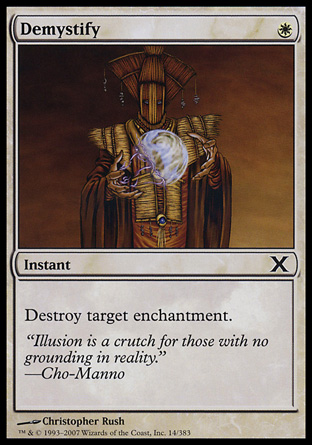 Demystify
Instant
X
Destroy target enchantment.
“Illusion is a crutch for those with no
grounding in reality.”
—Cho-Manno
Christopher Rush
™ & © 1993–2007 Wizards of the Coast, Inc. 14/383